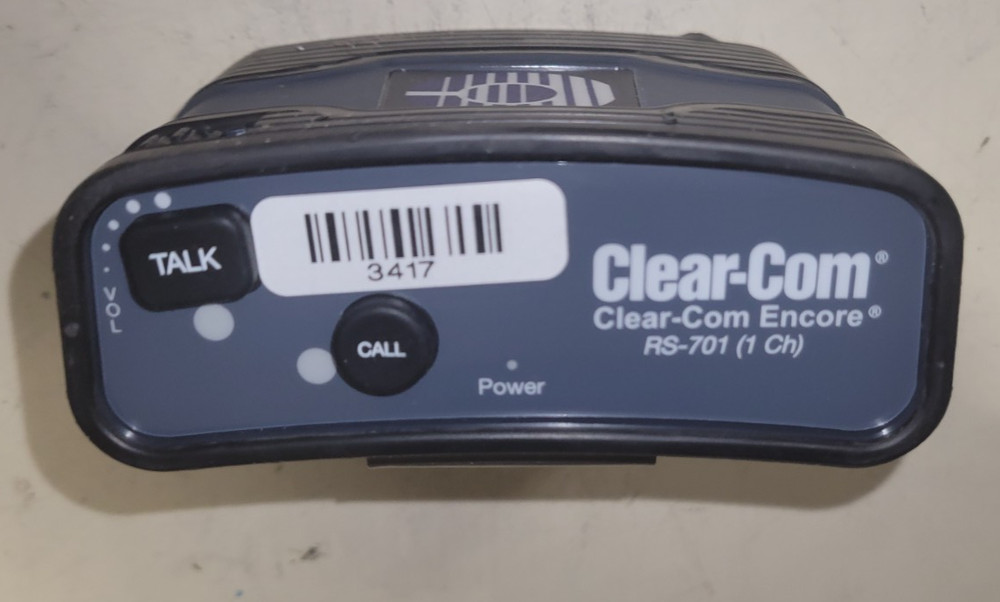 TALK
VOL
3417
CALL
Power
Clear-Com®
Clear-Com Encore®
RS-701 (1 Ch)